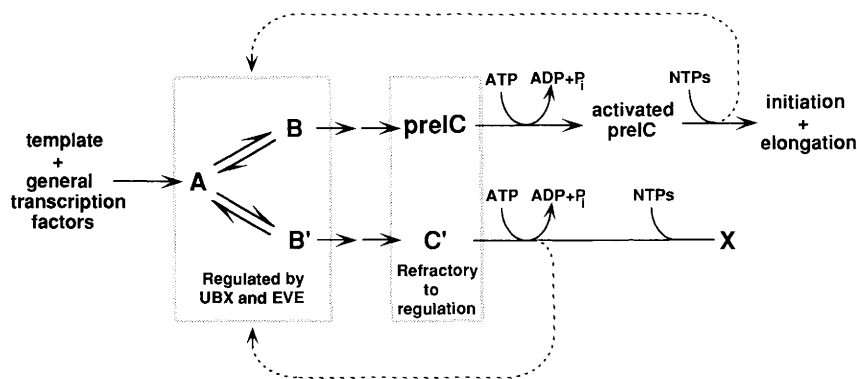 template
+
general
transcription
factors
A
B
B'
Regulated by
UBX and EVE
preIC
C'
Refractory
to
regulation
ATP
ADP+Pi
activated
preIC
NTPs
initiation
+
elongation
ATP
ADP+Pi
NTPs
X